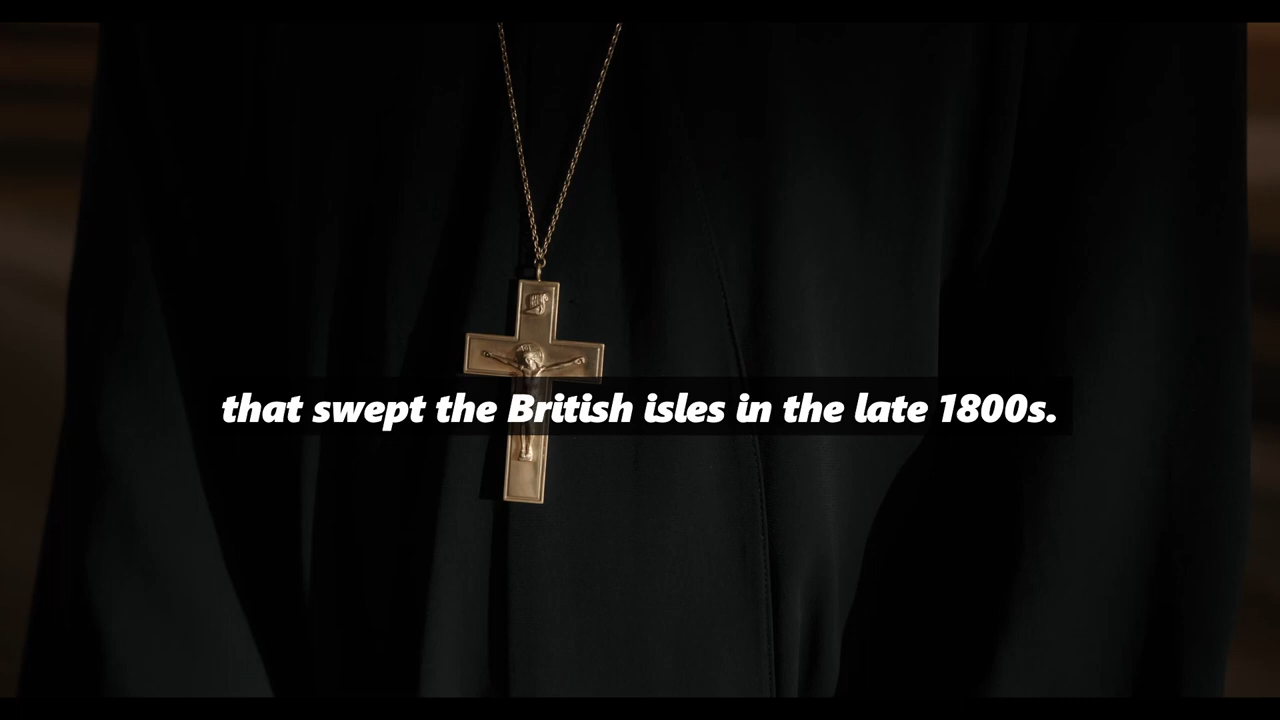 that swept the British isles in the late 1800s.